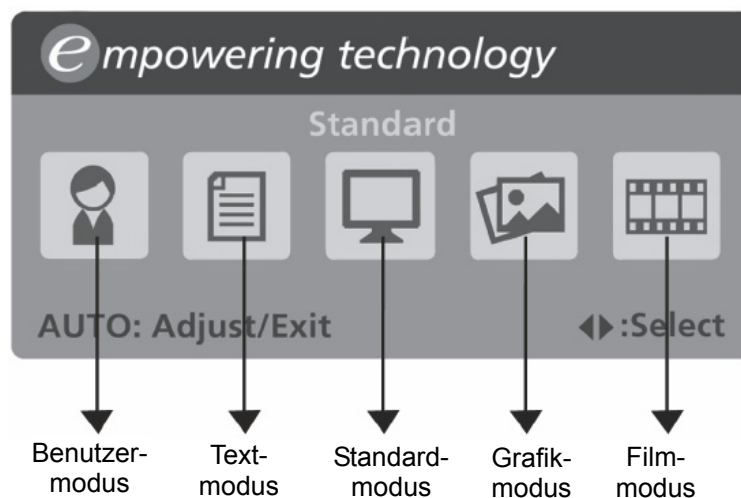 empowering technology
Standard
AUTO: Adjust/Exit ◀▶:Select
Benutzer-
modus
Text-
modus
Standard-
modus
Grafik-
modus
Film-
modus